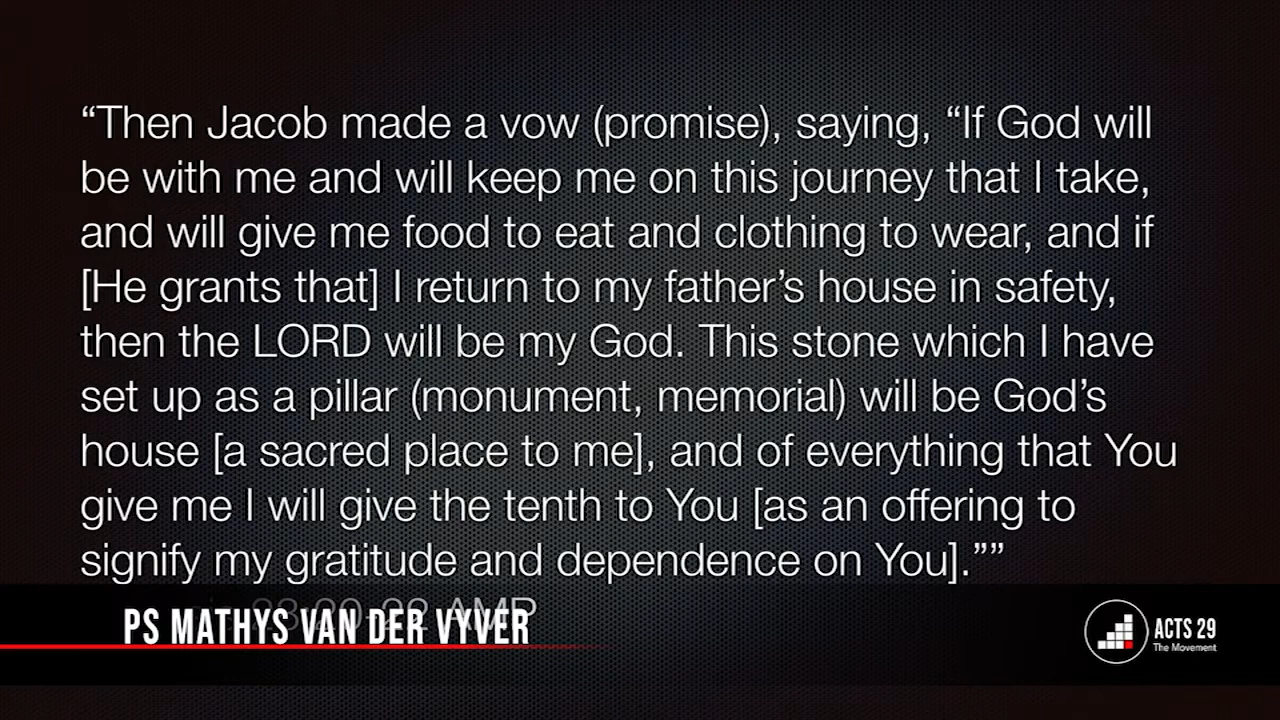 “Then Jacob made a vow (promise), saying, “If God will
be with me and will keep me on this journey that I take,
and will give me food to eat and clothing to wear, and if
[He grants that] I return to my father’s house in safety,
then the LORD will be my God. This stone which I have
set up as a pillar (monument, memorial) will be God’s
house [a sacred place to me], and of everything that You
give me I will give the tenth to You [as an offering to
signify my gratitude and dependence on You].””
28:20-22 AMP
PS MATHYS VAN DER VYVER
ACTS 29
The Movement